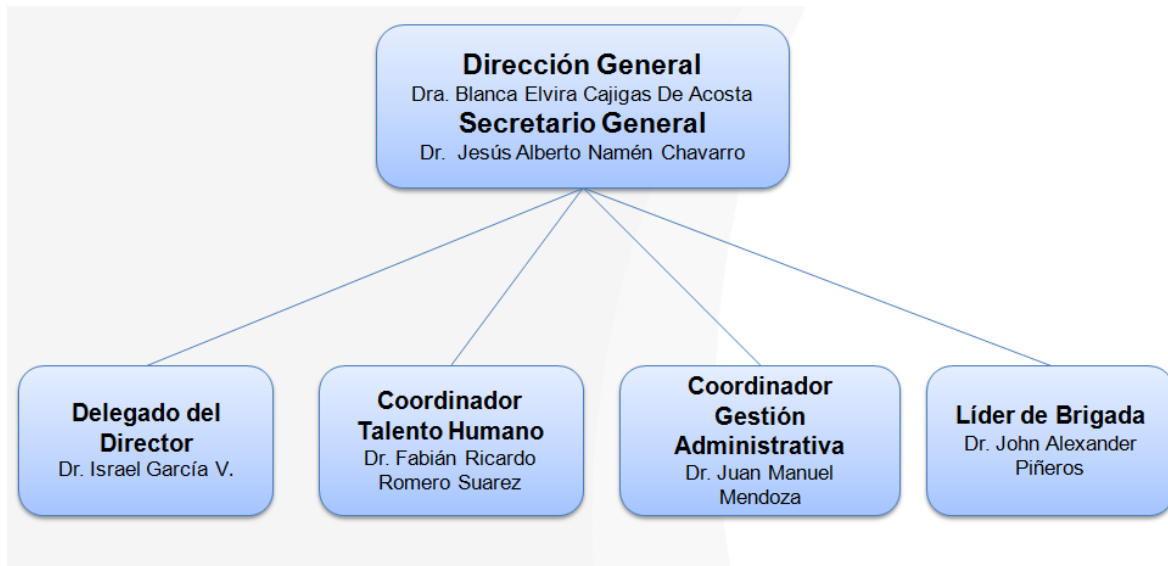 Dirección General
Dra. Blanca Elvira Cajigas De Acosta
Secretario General
Dr. Jesús Alberto Namén Chavarro
Delegado del
Director
Dr. Israel García V.
Coordinador
Talento Humano
Dr. Fabián Ricardo
Romero Suarez
Coordinador
Gestión
Administrativa
Dr. Juan Manuel
Mendoza
Líder de Brigada
Dr. John Alexander
Piñeros